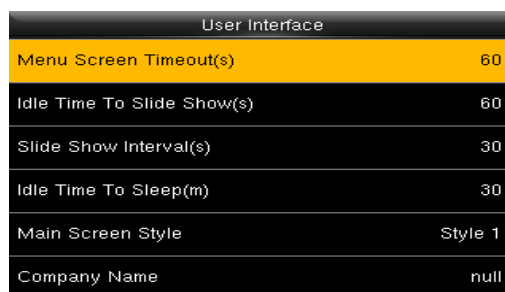 User Interface
Menu Screen Timeout(s) 60
Idle Time To Slide Show(s) 60
Slide Show Interval(s) 30
Idle Time To Sleep(m) 30
Main Screen Style Style 1
Company Name null